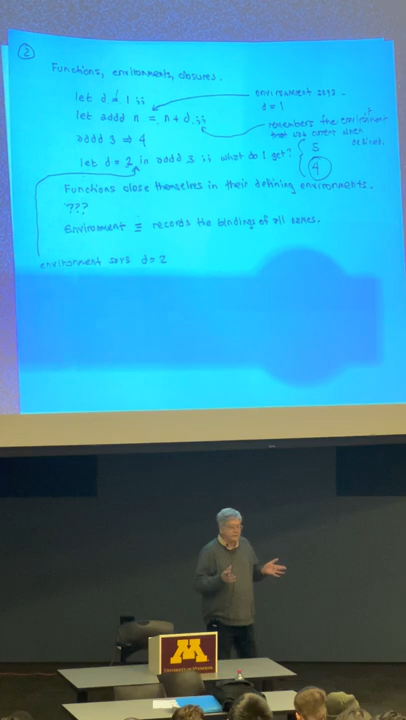 ②
Functions, environments, closures.
let d = 1 ;;
environment says
d = 1
let addd n = n + d ;;
remembers the environment
that was current when
defined.
addd 3 ⇒ 4
let d = 2 in addd 3 ;; what do I get? { 5
4
Functions close themselves in their defining environments.
???
Environment ≡ records the bindings of all names.
environment says d = 2
M
UNIVERSITY OF MINNESOTA